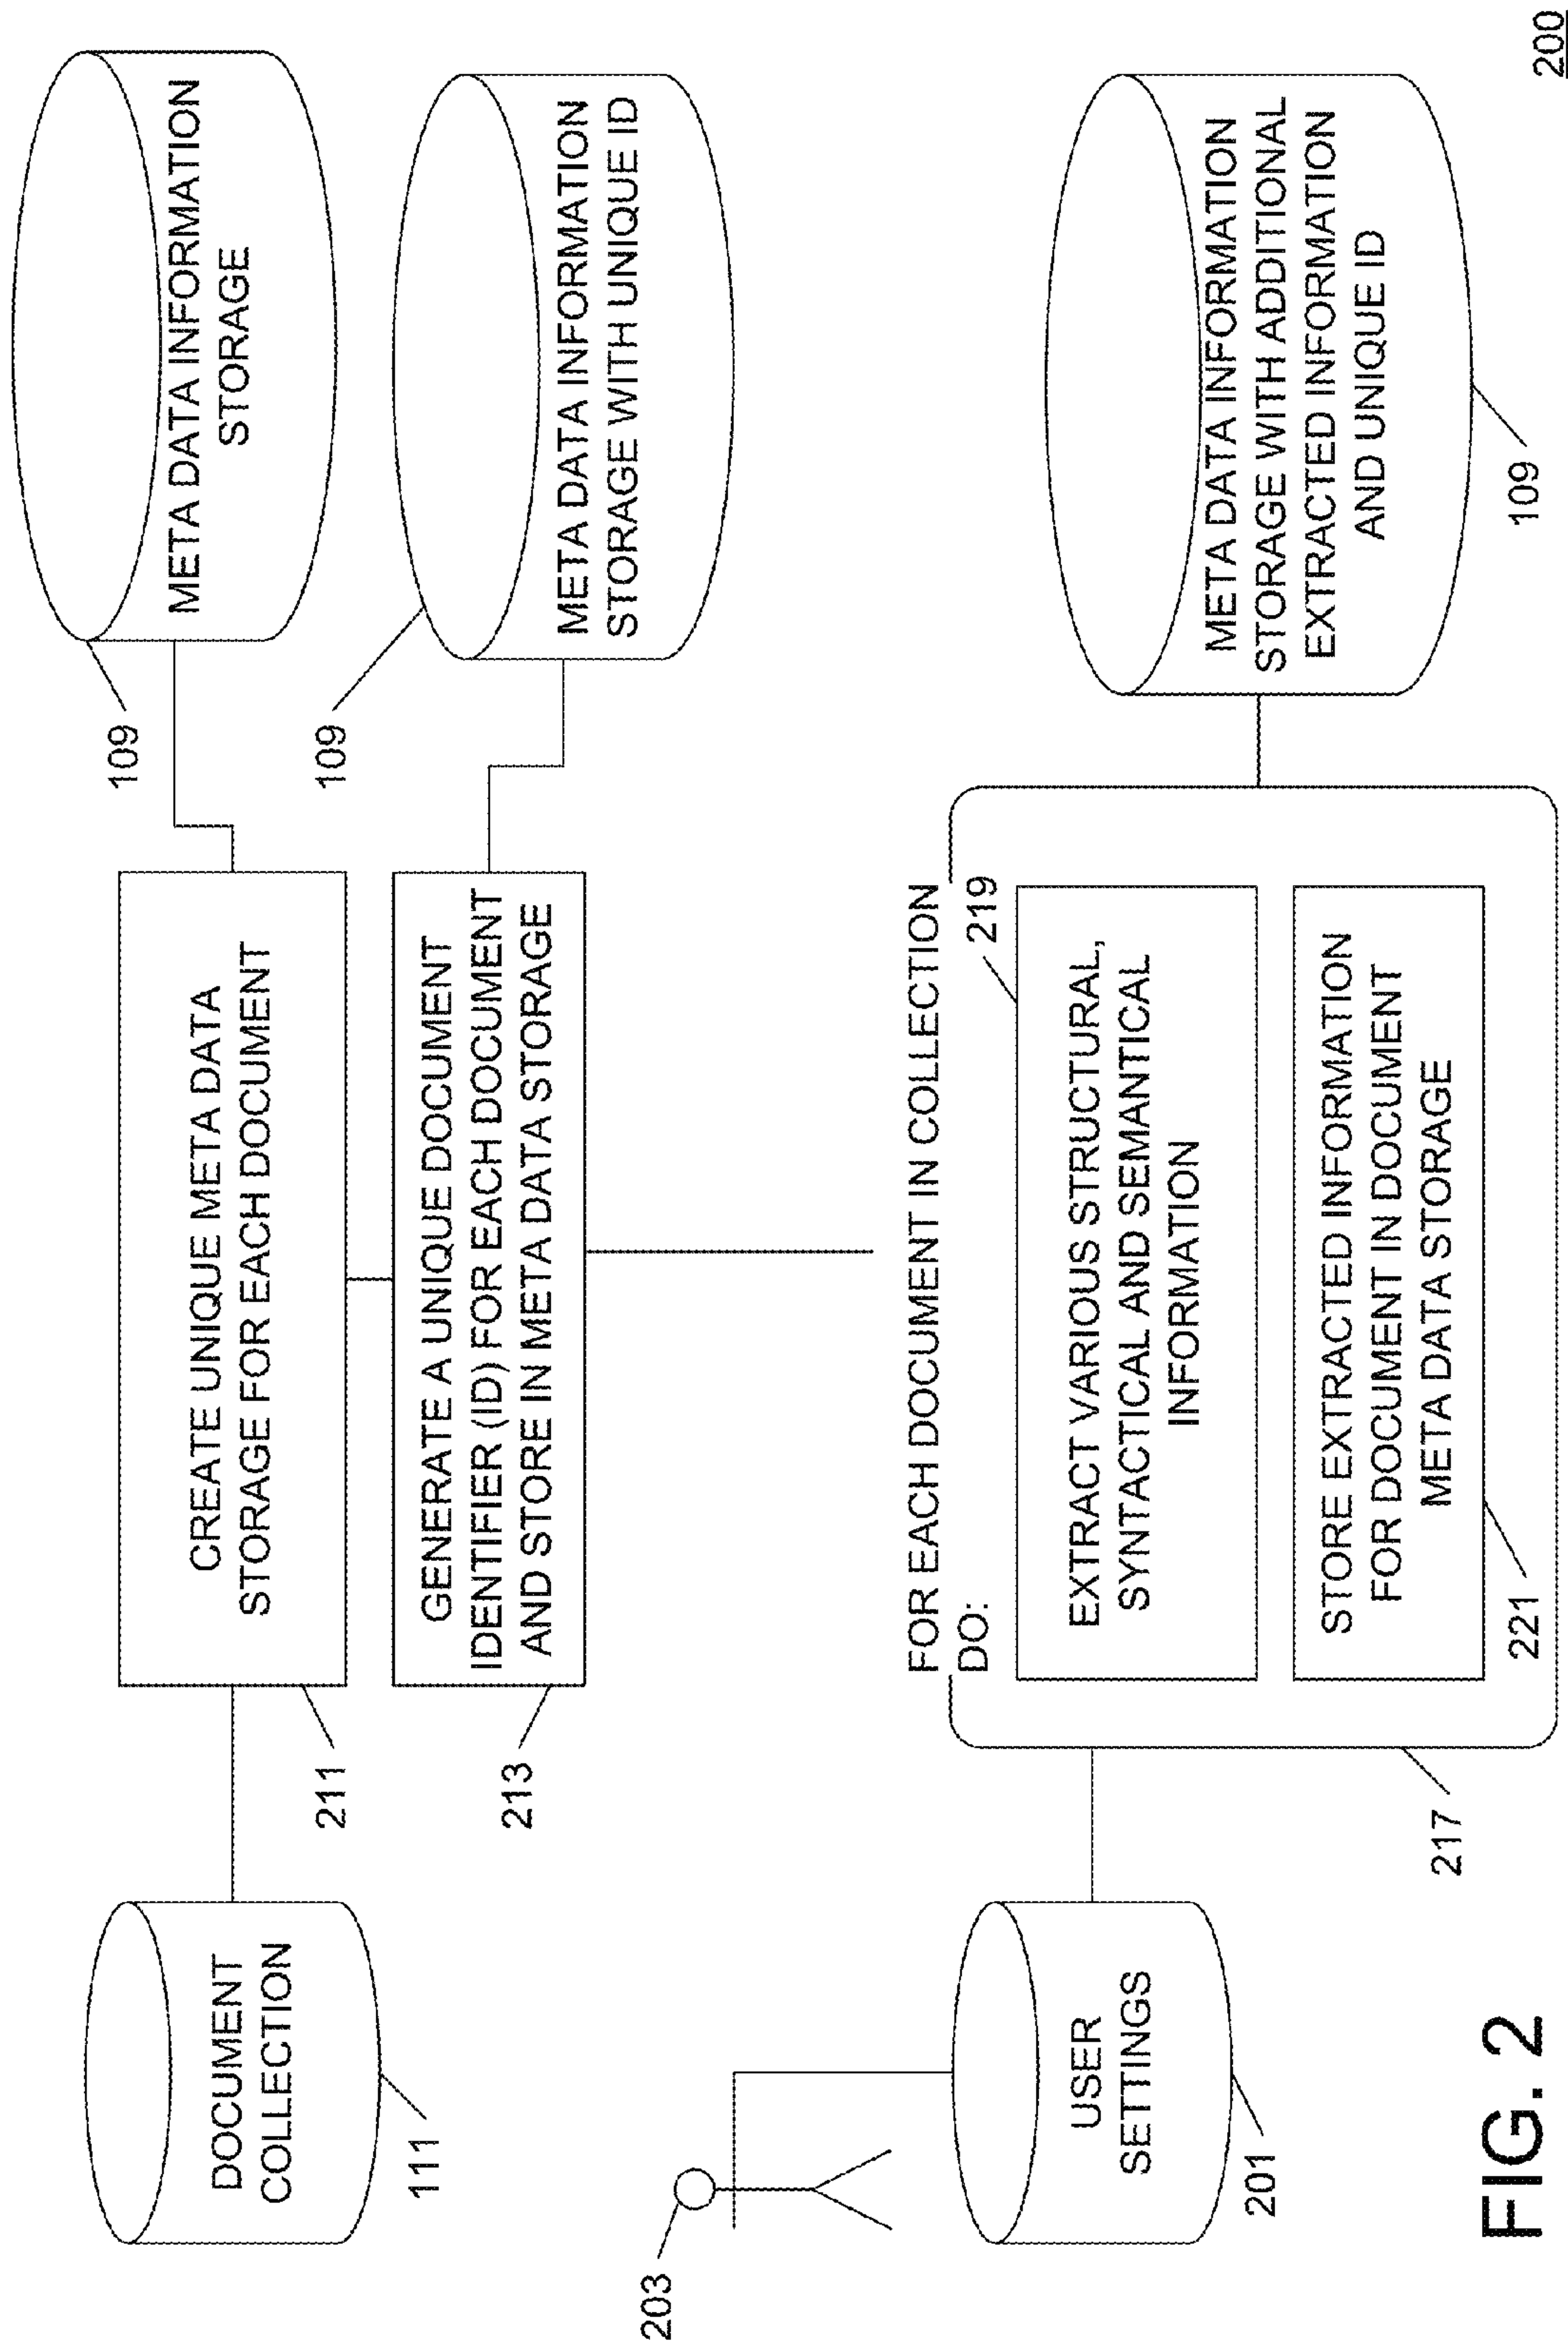 200
DOCUMENT
COLLECTION
111
CREATE UNIQUE META DATA
STORAGE FOR EACH DOCUMENT
211
109
META DATA INFORMATION
STORAGE
GENERATE A UNIQUE DOCUMENT
IDENTIFIER (ID) FOR EACH DOCUMENT
AND STORE IN META DATA STORAGE
213
109
META DATA INFORMATION
STORAGE WITH UNIQUE ID
203
USER
SETTINGS
201
FOR EACH DOCUMENT IN COLLECTION
DO:
219
EXTRACT VARIOUS STRUCTURAL,
SYNTACTICAL AND SEMANTICAL
INFORMATION
STORE EXTRACTED INFORMATION
FOR DOCUMENT IN DOCUMENT
META DATA STORAGE
221
217
META DATA INFORMATION
STORAGE WITH ADDITIONAL
EXTRACTED INFORMATION
AND UNIQUE ID
109
FIG. 2